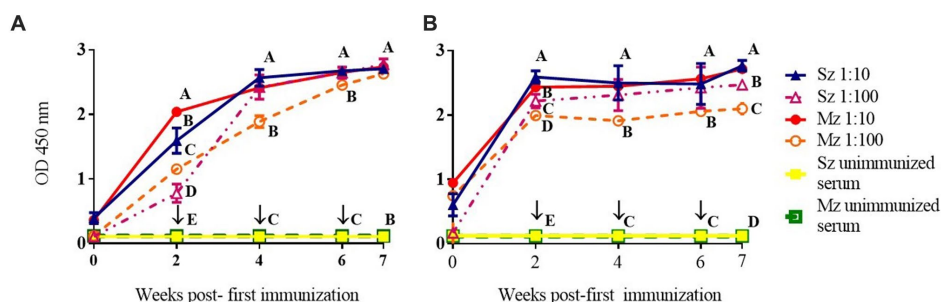 A
OD 450 nm
3
2
1
0
0
2
4
6
7
A
B
C
D
E
A
B
C
A
B
C
A
B
Weeks post- first immunization
B
3
2
1
0
0
2
4
6
7
A
B
C
D
E
A
B
C
A
B
C
A
B
C
D
Weeks post-first immunization
Sz 1:10
Sz 1:100
Mz 1:10
Mz 1:100
Sz unimmunized
serum
Mz unimmunized
serum